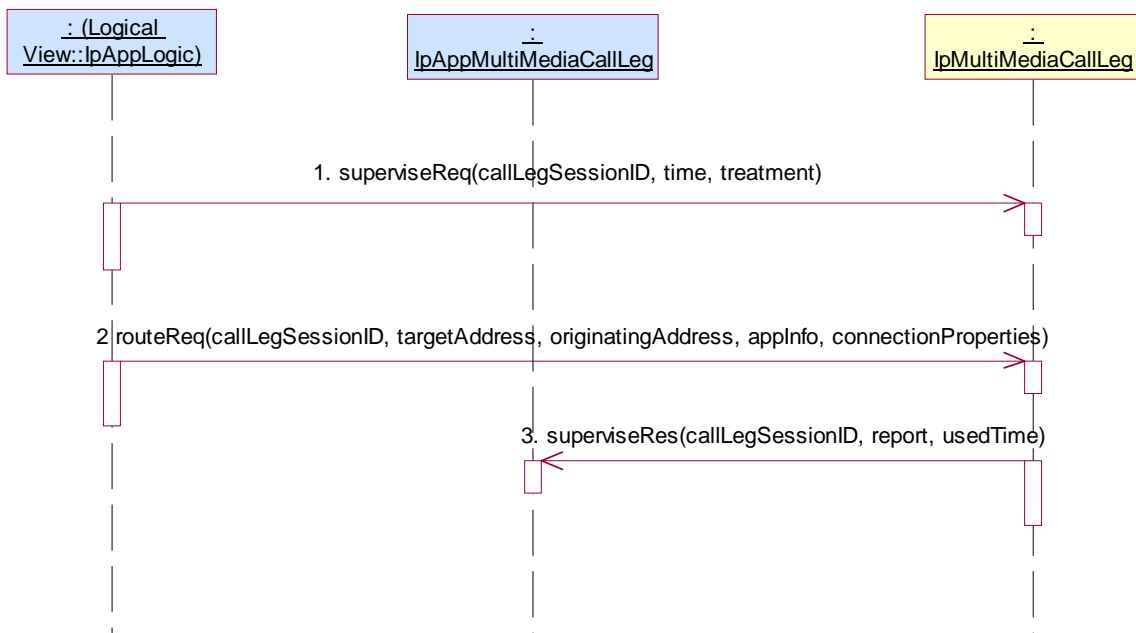 : (Logical
View::IpAppLogic)
:
IpAppMultiMediaCallLeg
:
IpMultiMediaCallLeg
1. superviseReq(callLegSessionID, time, treatment)
2 routeReq(callLegSessionID, targetAddress, originatingAddress, appInfo, connectionProperties)
3. superviseRes(callLegSessionID, report, usedTime)